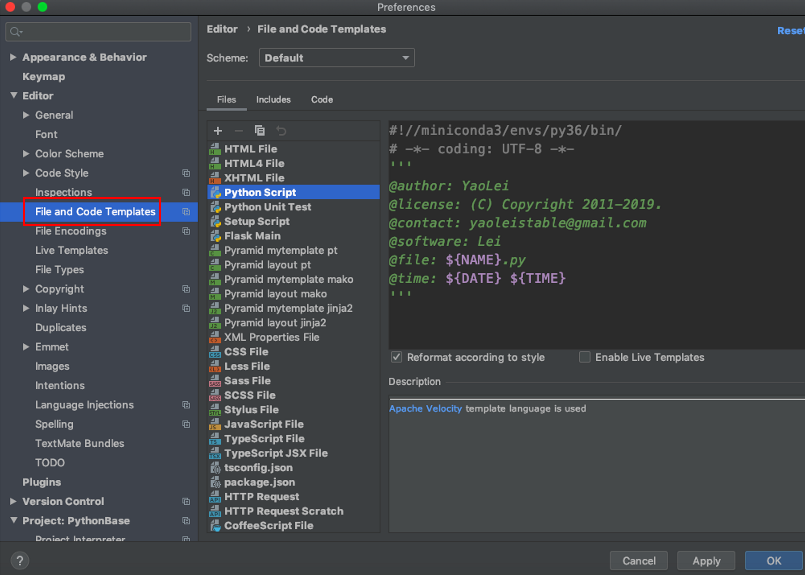 Preferences
Editor › File and Code Templates
Reset
Scheme: Default
Appearance & Behavior
Keymap
Editor
General
Font
Color Scheme
Code Style
Inspections
File and Code Templates
File Encodings
Live Templates
File Types
Copyright
Inlay Hints
Duplicates
Emmet
Images
Intentions
Language Injections
Spelling
TextMate Bundles
TODO
Plugins
Version Control
Project: PythonBase
Project Interpreter
Files Includes Code
HTML File
HTML4 File
XHTML File
Python Script
Python Unit Test
Setup Script
Flask Main
Pyramid mytemplate pt
Pyramid layout pt
Pyramid mytemplate mako
Pyramid layout mako
Pyramid mytemplate jinja2
Pyramid layout jinja2
XML Properties File
CSS File
Less File
Sass File
SCSS File
Stylus File
JavaScript File
TypeScript File
TypeScript JSX File
tsconfig.json
package.json
HTTP Request
HTTP Request Scratch
CoffeeScript File
#!//miniconda3/envs/py36/bin/
# -*- coding: UTF-8 -*-
'''
@author: YaoLei
@license: (C) Copyright 2011-2019.
@contact: yaoleistable@gmail.com
@software: Lei
@file: ${NAME}.py
@time: ${DATE} ${TIME}
'''
Reformat according to style
Enable Live Templates
Description
Apache Velocity template language is used
?
Cancel
Apply
OK